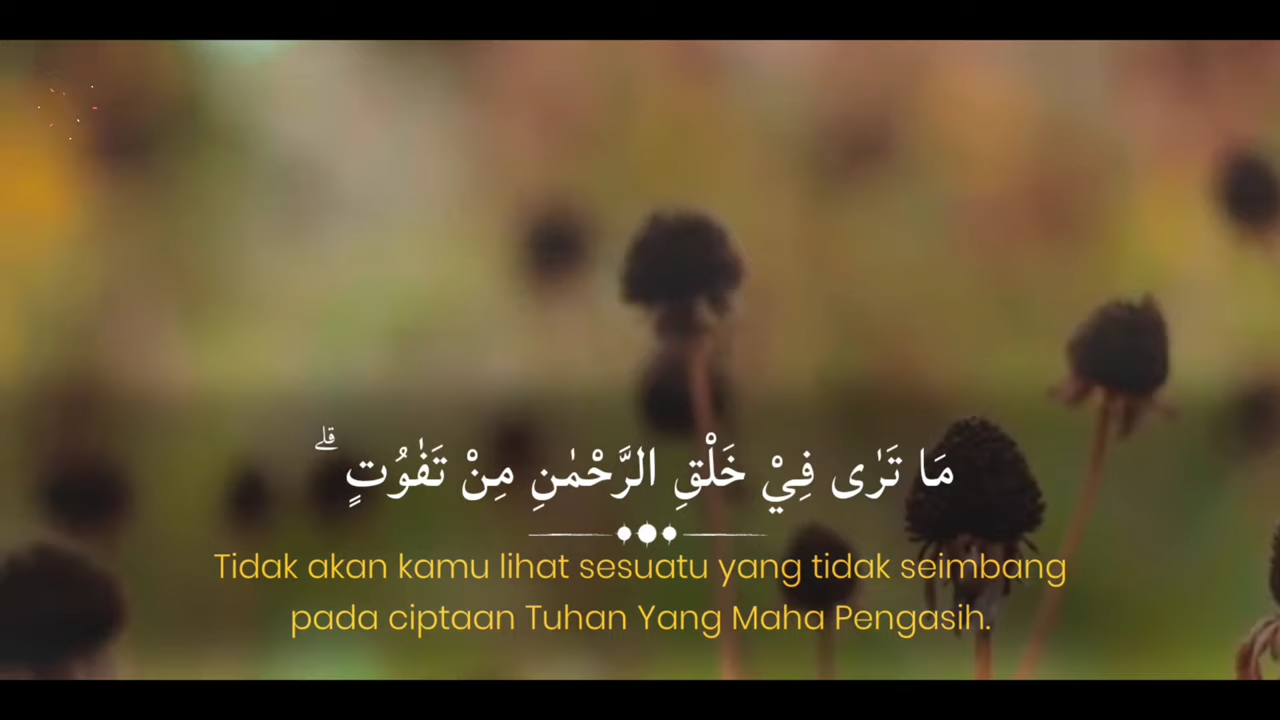 مَا تَرٰى فِيْ خَلْقِ الرَّحْمٰنِ مِنْ تَفٰوُتٍۗ
Tidak akan kamu lihat sesuatu yang tidak seimbang
pada ciptaan Tuhan Yang Maha Pengasih.